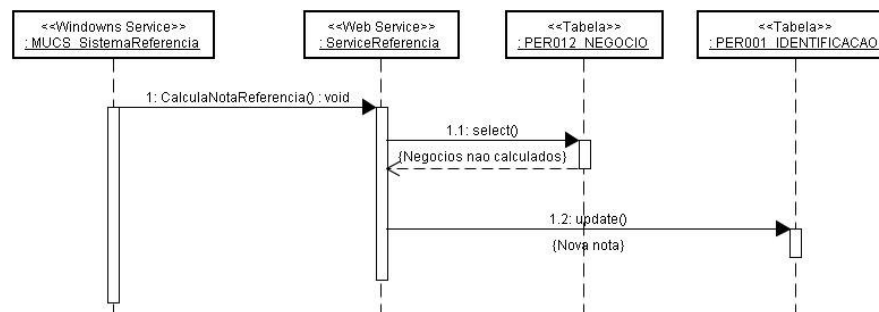 <<Windowns Service>>
: MUCS_SistemaReferencia
<<Web Service>>
: ServiceReferencia
<<Tabela>>
: PER012_NEGOCIO
<<Tabela>>
: PER001_IDENTIFICACAO
1: CalculaNotaReferencia() : void
1.1: select()
{Negocios nao calculados}
1.2: update()
{Nova nota}